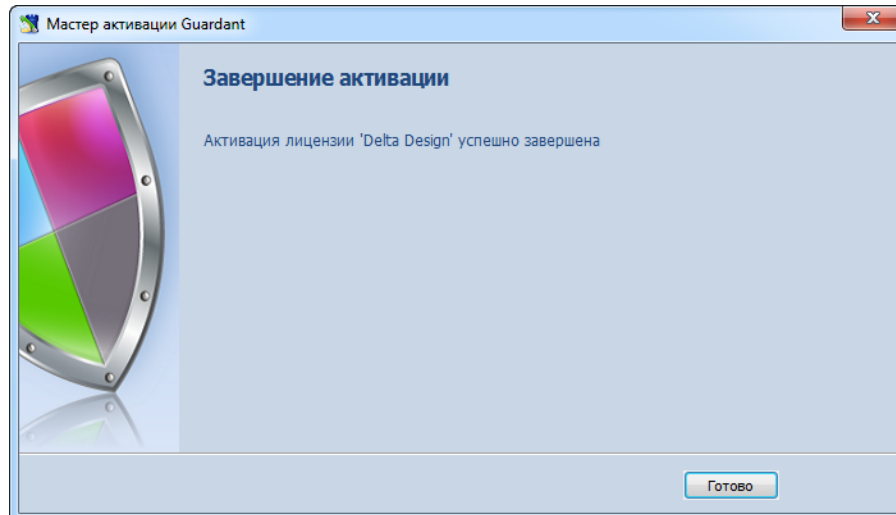 Мастер активации Guardant
Завершение активации
Активация лицензии 'Delta Design' успешно завершена
Готово